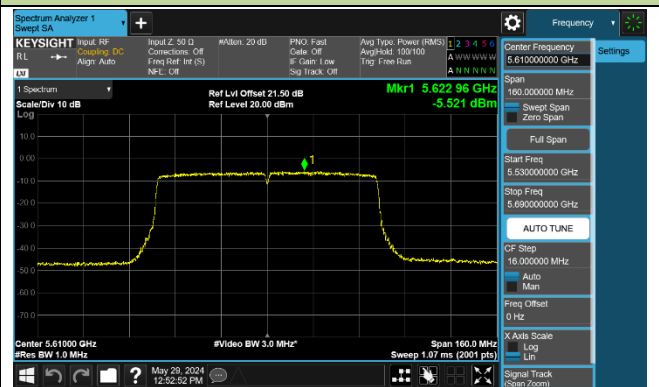 Spectrum Analyzer 1
Swept SA
Frequency
KEYSIGHT
RL
LXI
Input: RF
Coupling: DC
Align: Auto
Input Z: 50 Ω
Corrections: Off
Freq Ref: Int (S)
NFE: Off
#Atten: 20 dB
PNO: Fast
Gate: Off
IF Gain: Low
Sig Track: Off
Avg Type: Power (RMS)
Avg|Hold: 100/100
Trig: Free Run
1 2 3 4 5 6
A W W W W W
A N N N N N
1 Spectrum
Scale/Div 10 dB
Log
Ref Lvl Offset 21.50 dB
Ref Level 20.00 dBm
Mkr1 5.622 96 GHz
-5.521 dBm
10.0
0.00
-10.0
-20.0
-30.0
-40.0
-50.0
-60.0
-70.0
1
Center 5.61000 GHz
#Res BW 1.0 MHz
#Video BW 3.0 MHz*
Span 160.0 MHz
Sweep 1.07 ms (2001 pts)
May 29, 2024
12:52:52 PM
?
Center Frequency
5.610000000 GHz
Settings
Span
160.000000 MHz
Swept Span
Zero Span
Full Span
Start Freq
5.530000000 GHz
Stop Freq
5.690000000 GHz
AUTO TUNE
CF Step
16.000000 MHz
Auto
Man
Freq Offset
0 Hz
X Axis Scale
Log
Lin
Signal Track
(Span Zoom)